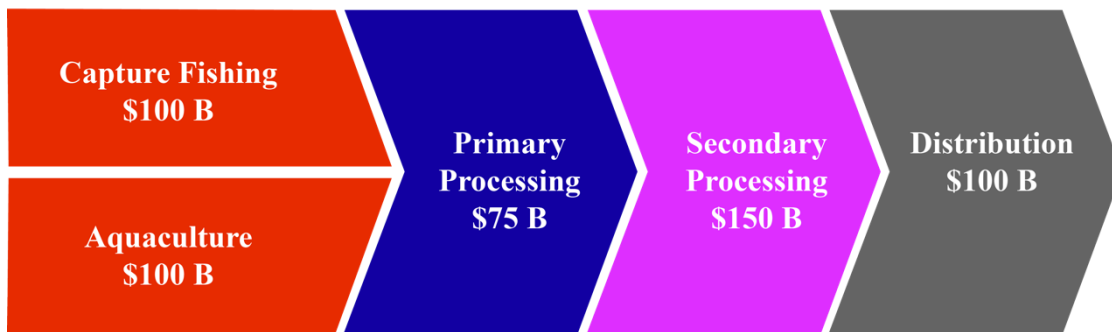 Capture Fishing
$100 B
Aquaculture
$100 B
Primary
Processing
$75 B
Secondary
Processing
$150 B
Distribution
$100 B